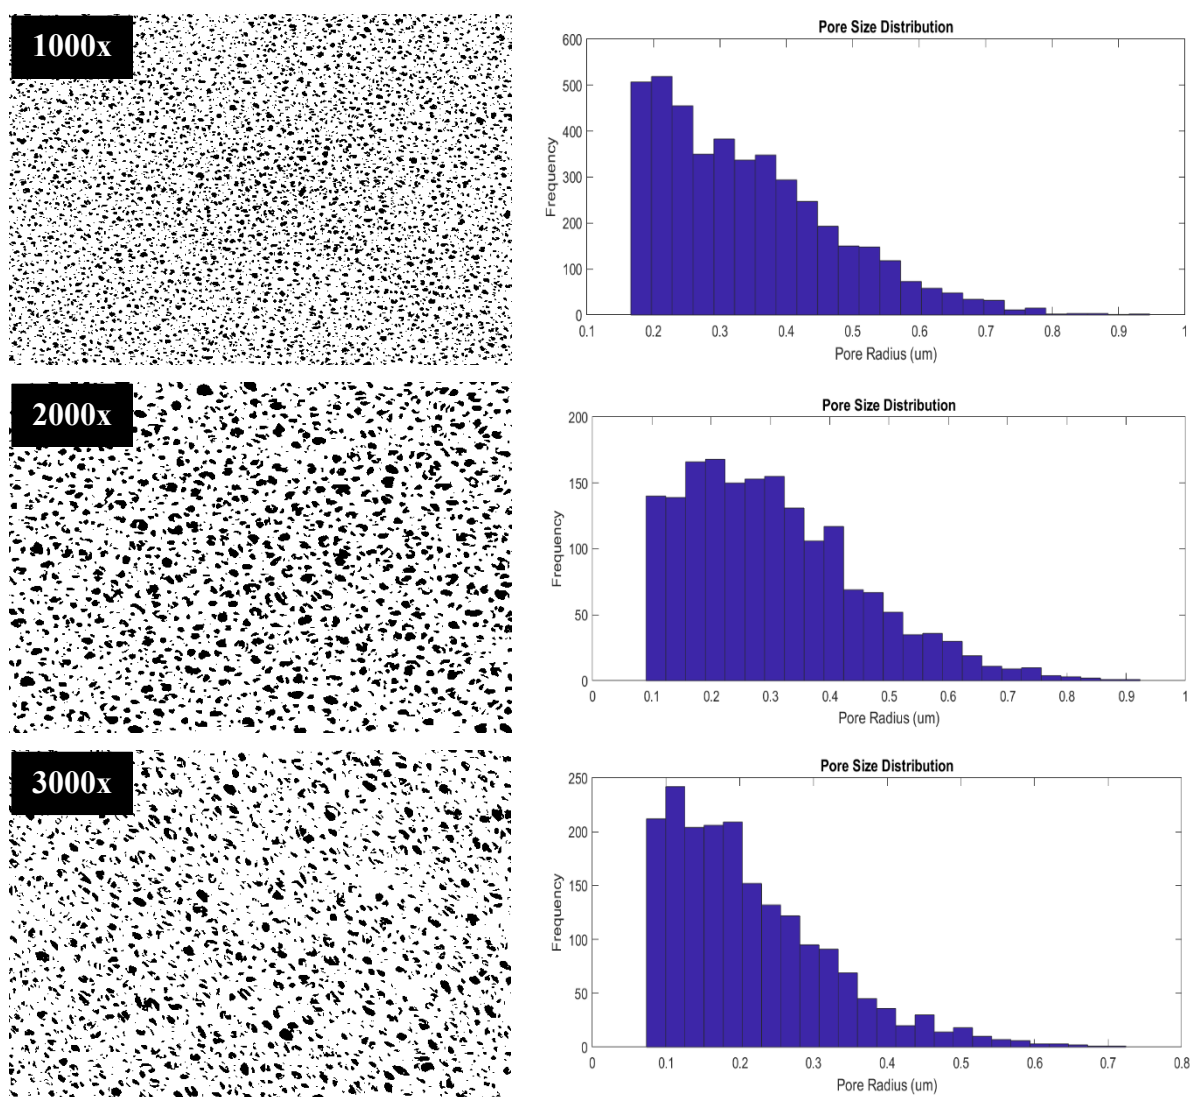 1000x
Pore Size Distribution
600
500
400
300
200
100
0
Frequency
0.1 0.2 0.3 0.4 0.5 0.6 0.7 0.8 0.9 1
Pore Radius (um)
2000x
Pore Size Distribution
200
150
100
50
0
Frequency
0 0.1 0.2 0.3 0.4 0.5 0.6 0.7 0.8 0.9 1
Pore Radius (um)
3000x
Pore Size Distribution
250
200
150
100
50
0
Frequency
0 0.1 0.2 0.3 0.4 0.5 0.6 0.7 0.8
Pore Radius (um)